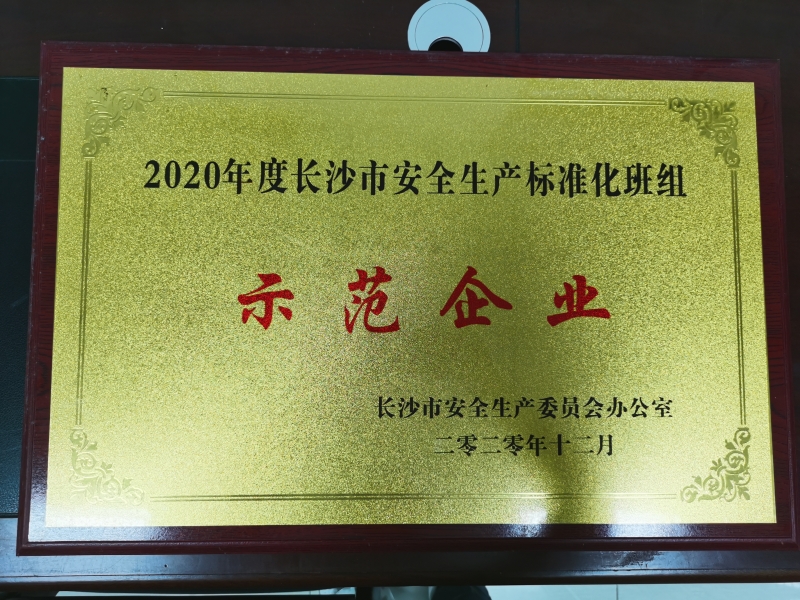 2020年度长沙市安全生产标准化班组
示范企业
长沙市安全生产委员会办公室
二零二零年十二月